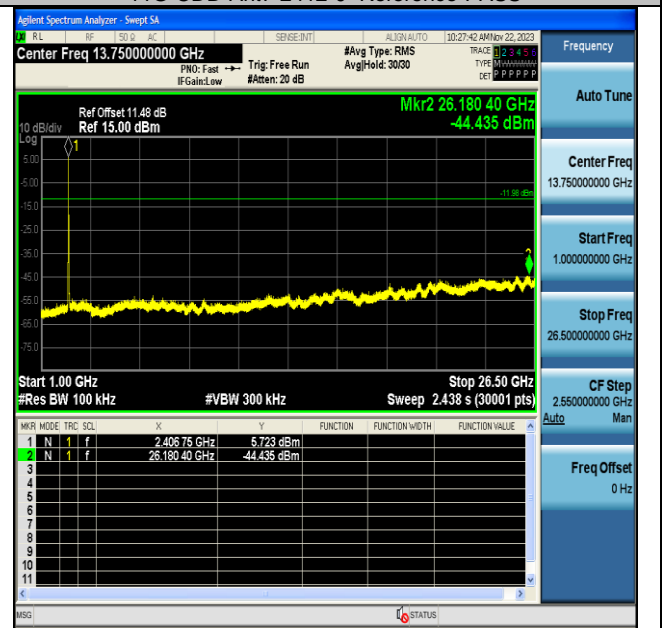 Agilent Spectrum Analyzer - Swept SA
RL RF 50 Ω AC SENSE:INT ALIGN AUTO 10:27:42 AM Nov 22, 2023
Center Freq 13.750000000 GHz
PNO: Fast
IFGain:Low
Trig: Free Run
#Atten: 20 dB
#Avg Type: RMS
Avg|Hold: 30/30
TRACE 1 2 3 4 5 6
TYPE
DET P P P P P P
Mkr2 26.180 40 GHz
-44.435 dBm
Ref Offset 11.48 dB
10 dB/div Ref 15.00 dBm
Log
1
5.00
-5.00
-11.98 dBm
-15.0
-25.0
-35.0
2
-45.0
-55.0
-65.0
-75.0
Start 1.00 GHz Stop 26.50 GHz
#Res BW 100 kHz #VBW 300 kHz Sweep 2.438 s (30001 pts)
MKR MODE TRC SCL X Y FUNCTION FUNCTION WIDTH FUNCTION VALUE
1 N 1 f 2.406 75 GHz 5.723 dBm
2 N 1 f 26.180 40 GHz -44.435 dBm
3
4
5
6
7
8
9
10
11
MSG STATUS
Frequency
Auto Tune
Center Freq
13.750000000 GHz
Start Freq
1.000000000 GHz
Stop Freq
26.500000000 GHz
CF Step
2.550000000 GHz
Auto Man
Freq Offset
0 Hz